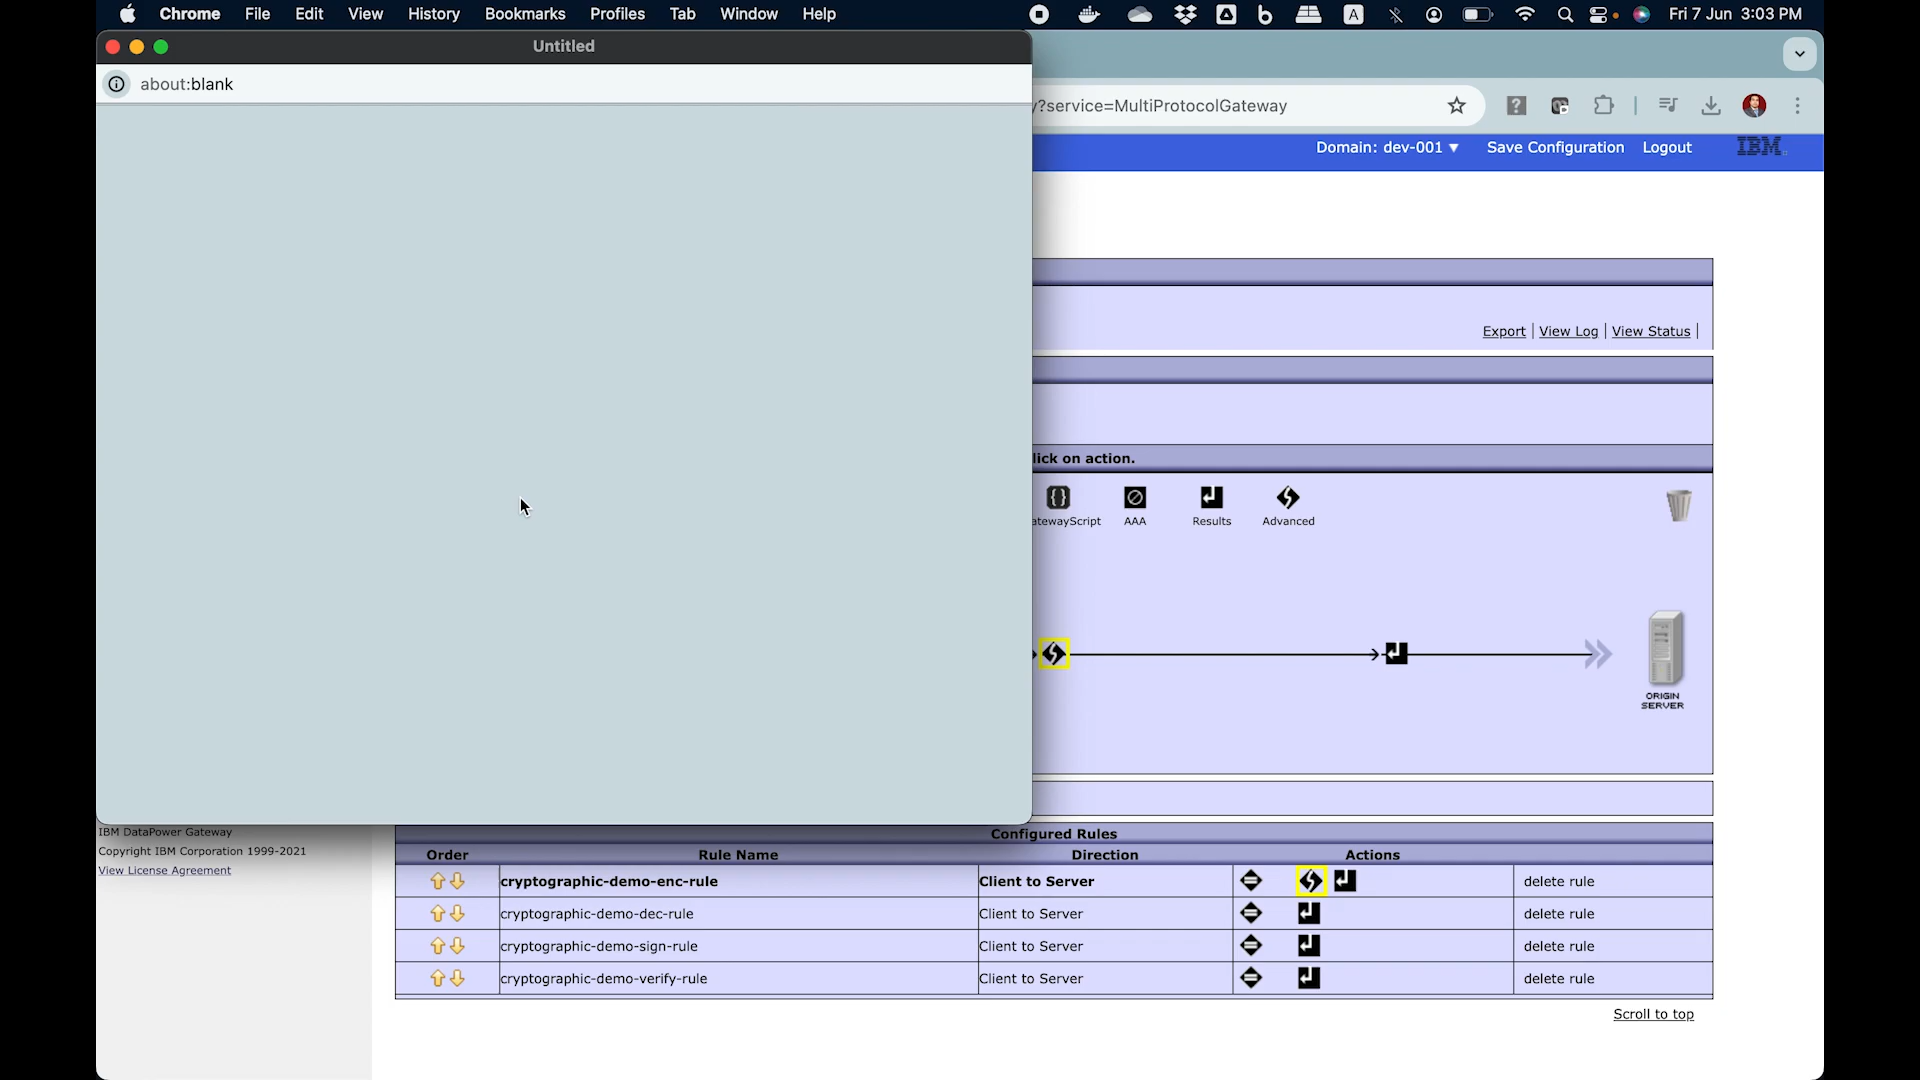 Chrome File Edit View History Bookmarks Profiles Tab Window Help Fri 7 Jun 3:03 PM
Untitled
about:blank
y?service=MultiProtocolGateway
Domain: dev-001 ▼ Save Configuration Logout IBM
Export | View Log | View Status |
lick on action.
atewayScript AAA Results Advanced
ORIGIN
SERVER
IBM DataPower Gateway
Copyright IBM Corporation 1999-2021
View License Agreement
Configured Rules
Order Rule Name Direction Actions
cryptographic-demo-enc-rule Client to Server delete rule
cryptographic-demo-dec-rule Client to Server delete rule
cryptographic-demo-sign-rule Client to Server delete rule
cryptographic-demo-verify-rule Client to Server delete rule
Scroll to top